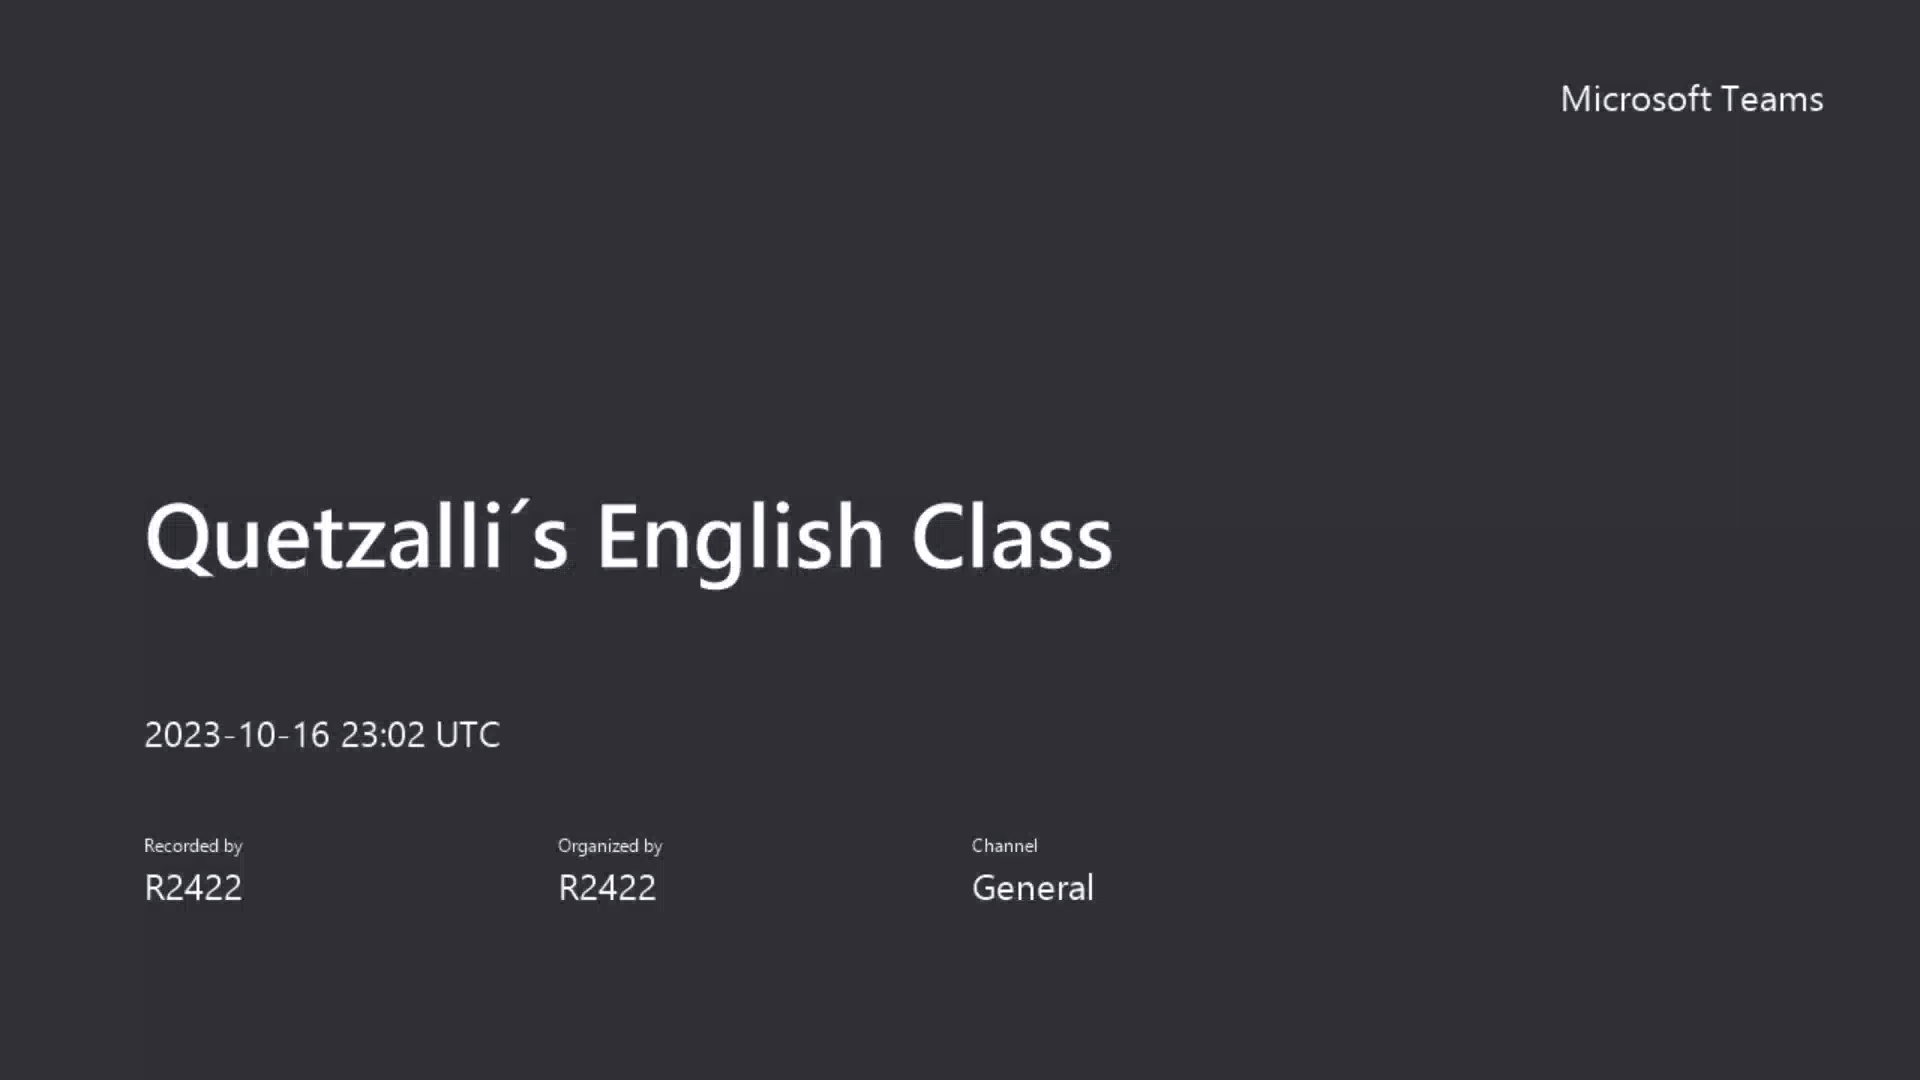 Microsoft Teams
Quetzalli´s English Class
2023-10-16 23:02 UTC
Recorded by
R2422
Organized by
R2422
Channel
General